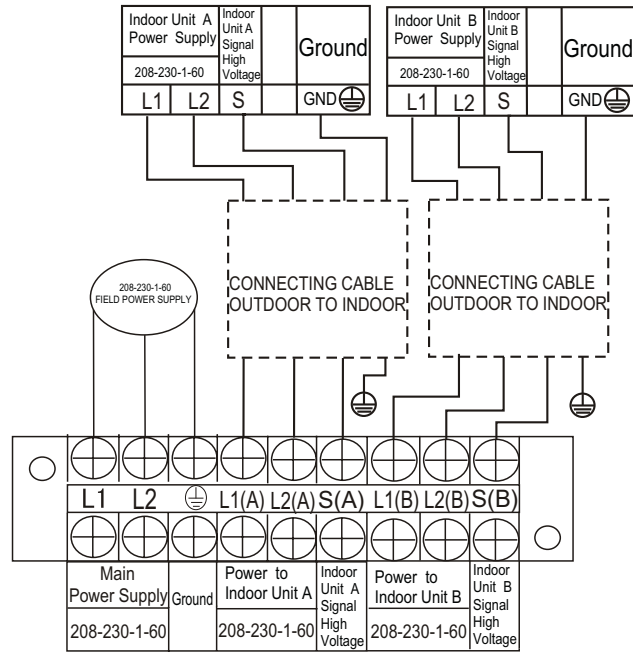 Indoor Unit A
Power Supply
208-230-1-60
Indoor
Unit A
Signal
High
Voltage
Ground
L1 L2 S GND
Indoor Unit B
Power Supply
208-230-1-60
Indoor
Unit B
Signal
High
Voltage
Ground
L1 L2 S GND
CONNECTING CABLE
OUTDOOR TO INDOOR
CONNECTING CABLE
OUTDOOR TO INDOOR
208-230-1-60
FIELD POWER SUPPLY
L1 L2 L1(A) L2(A) S(A) L1(B) L2(B) S(B)
Main
Power Supply
208-230-1-60
Ground
Power to
Indoor Unit A
208-230-1-60
Indoor
Unit A
Signal
High
Voltage
Power to
Indoor Unit B
208-230-1-60
Indoor
Unit B
Signal
High
Voltage